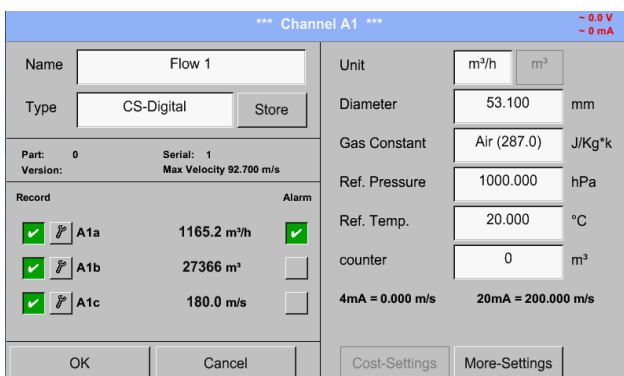 *** Channel A1 ***
~ 0.0 V
~ 0 mA
Name
Flow 1
Type
CS-Digital
Store
Part: 0
Serial: 1
Version:
Max Velocity 92.700 m/s
Record
Alarm
A1a
1165.2 m³/h
A1b
27366 m³
A1c
180.0 m/s
OK
Cancel
Unit
m³/h
m³
Diameter
53.100
mm
Gas Constant
Air (287.0)
J/Kg*k
Ref. Pressure
1000.000
hPa
Ref. Temp.
20.000
°C
counter
0
m³
4mA = 0.000 m/s
20mA = 200.000 m/s
Cost-Settings
More-Settings